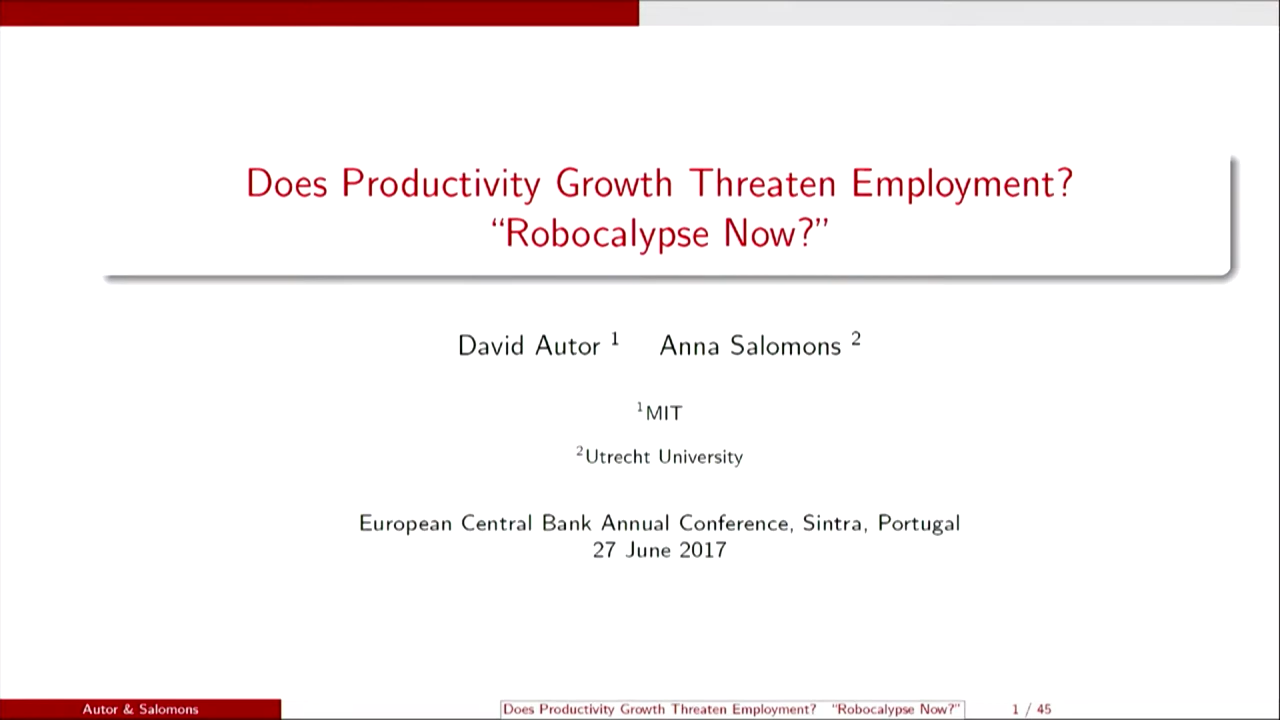 Does Productivity Growth Threaten Employment?
“Robocalypse Now?”
David Autor 1 Anna Salomons 2
1MIT
2Utrecht University
European Central Bank Annual Conference, Sintra, Portugal
27 June 2017
Autor & Salomons Does Productivity Growth Threaten Employment? “Robocalypse Now?” 1 / 45